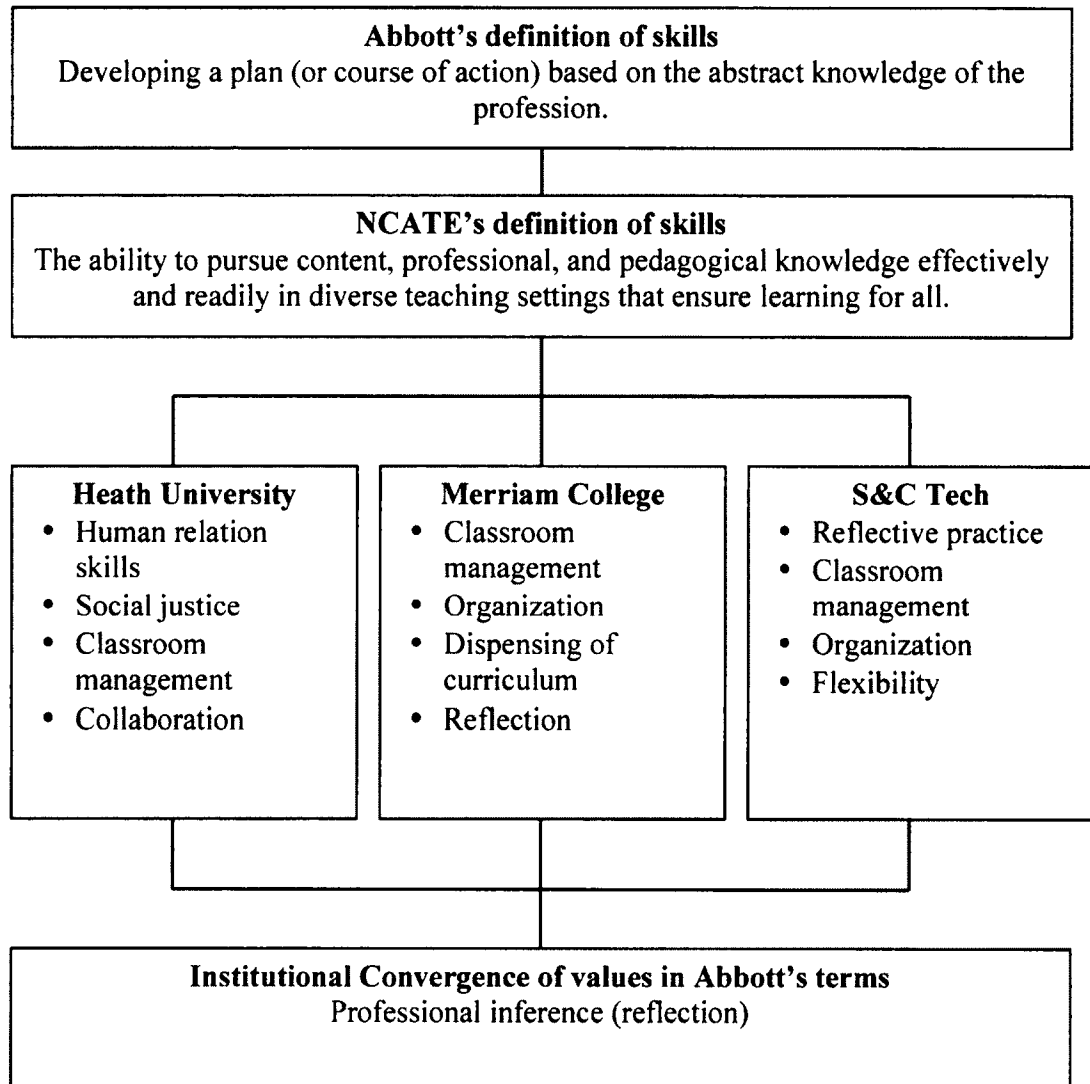 Abbott’s definition of skills
Developing a plan (or course of action) based on the abstract knowledge of the
profession.
NCATE’s definition of skills
The ability to pursue content, professional, and pedagogical knowledge effectively
and readily in diverse teaching settings that ensure learning for all.
Heath University
• Human relation
skills
• Social justice
• Classroom
management
• Collaboration
Merriam College
• Classroom
management
• Organization
• Dispensing of
curriculum
• Reflection
S&C Tech
• Reflective practice
• Classroom
management
• Organization
• Flexibility
Institutional Convergence of values in Abbott’s terms
Professional inference (reflection)